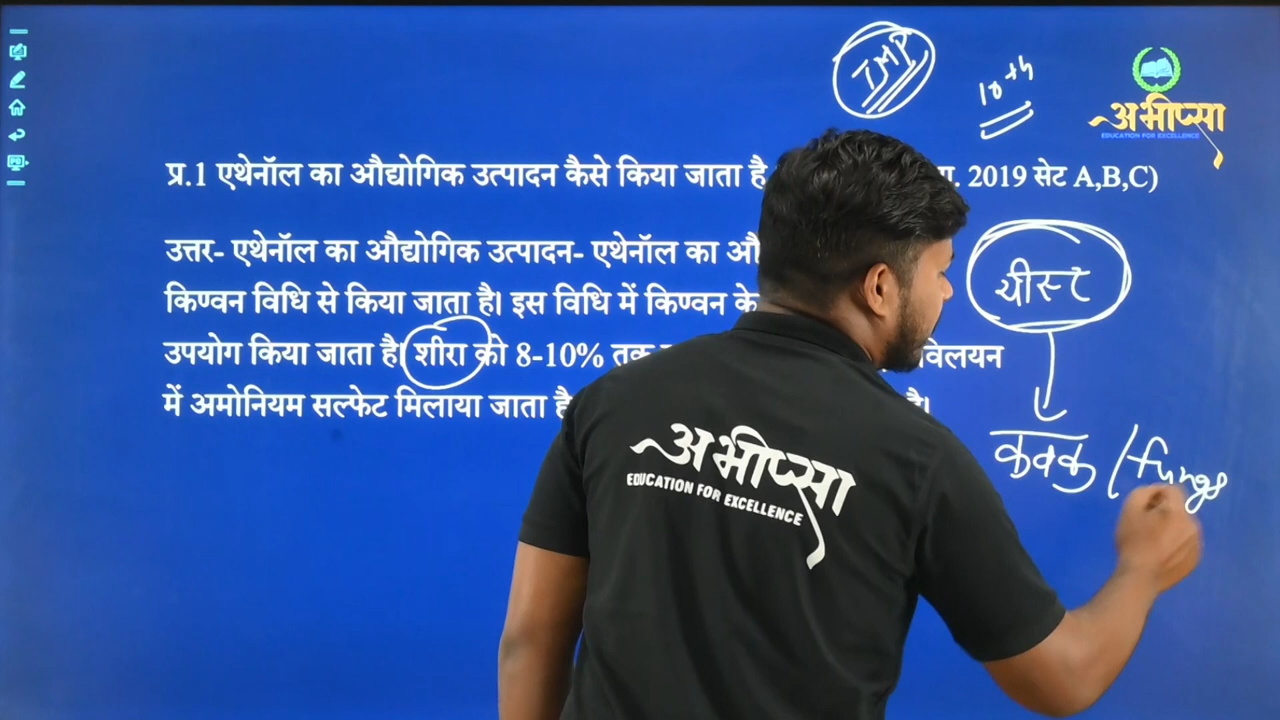 IMP
10th
अभीप्सा
EDUCATION FOR EXCELLENCE
प्र.1 एथेनॉल का औद्योगिक उत्पादन कैसे किया जाता है 2019 सेट A,B,C)
उत्तर- एथेनॉल का औद्योगिक उत्पादन- एथेनॉल का
किण्वन विधि से किया जाता है। इस विधि में किण्वन के
उपयोग किया जाता है। शीरा को 8-10% तक विलयन
में अमोनियम सल्फेट मिलाया जाता है।
यीस्ट
कवक / fungs
अभीप्सा
EDUCATION FOR EXCELLENCE